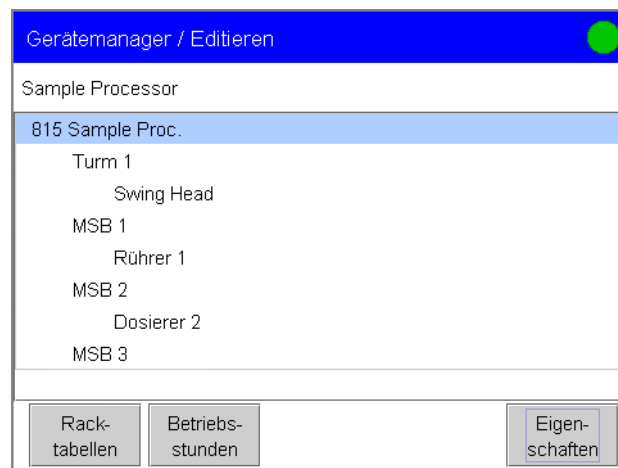 Gerätemanager / Editieren
Sample Processor
815 Sample Proc.
Turm 1
Swing Head
MSB 1
Rührer 1
MSB 2
Dosierer 2
MSB 3
Rack-
tabellen
Betriebs-
stunden
Eigen-
schaften